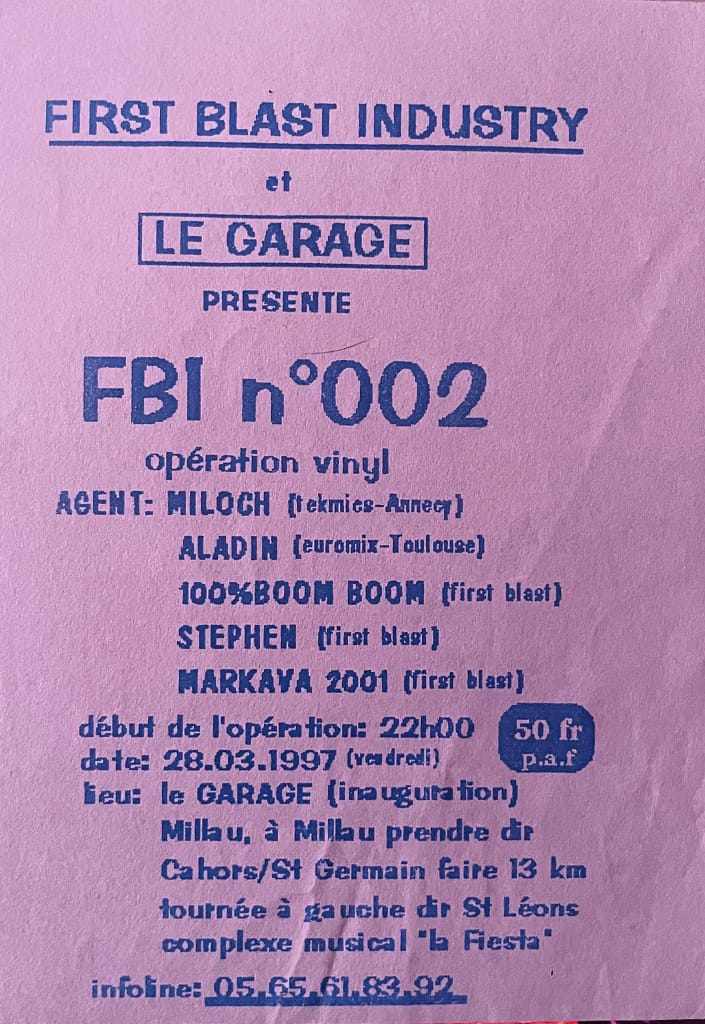 FIRST BLAST INDUSTRY
et
LE GARAGE
PRESENTE
FBI n°002
opération vinyl
AGENT: MILOCH (tekmics-Annecy)
ALADIN (euromix-Toulouse)
100%BOOM BOOM (first blast)
STEPHEN (first blast)
MARKAVA 2001 (first blast)
début de l'opération: 22h00
50 fr
p.a.f
date: 28.03.1997 (vendredi)
lieu: le GARAGE (inauguration)
Millau, à Millau prendre dir
Cahors/St Germain faire 13 km
tournée à gauche dir St Léons
complexe musical "la Fiesta"
infoline: 05.65.61.83.92